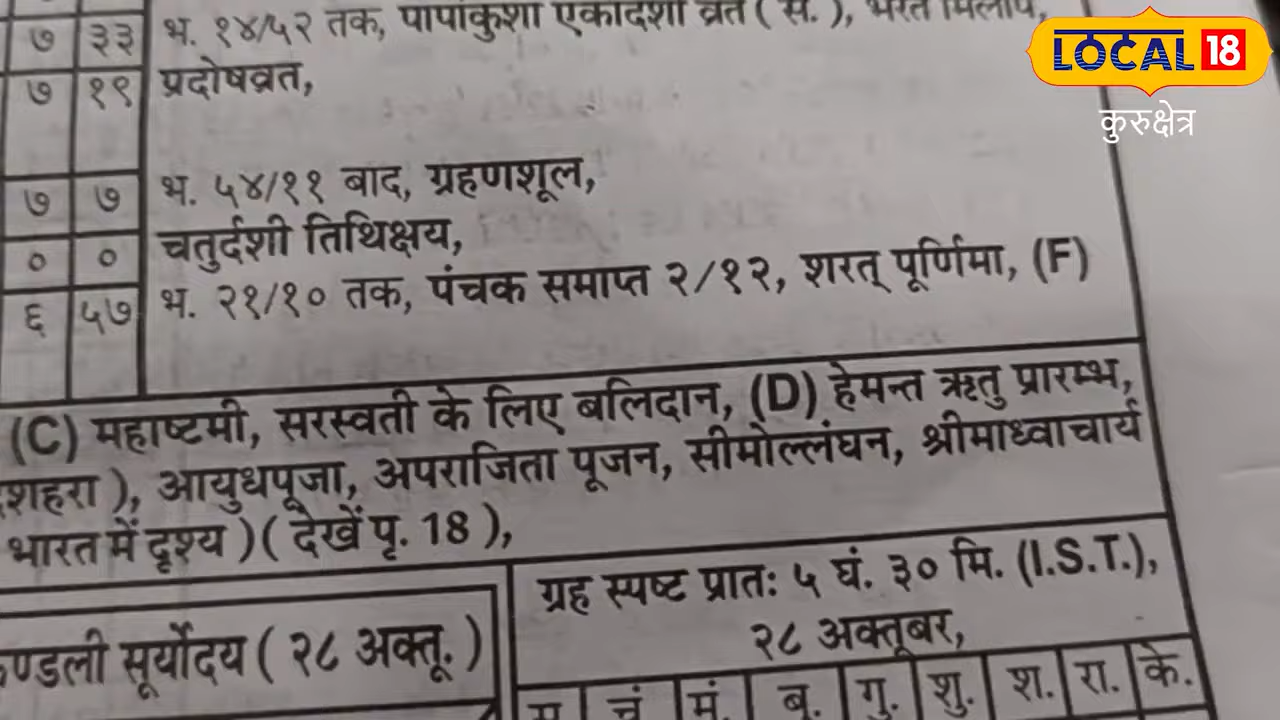 ७ ३३ भ. १४/५२ तक, पापांकुशा एकादशी व्रत ( स. ), भरत मिलाप,
LOCAL 18
कुरुक्षेत्र
७ १९ प्रदोषव्रत,
७ ७ भ. ५४/११ बाद, ग्रहणशूल,
० ० चतुर्दशी तिथिक्षय,
६ ५७ भ. २१/१० तक, पंचक समाप्त २/१२, शरत् पूर्णिमा, (F)
(C) महाष्टमी, सरस्वती के लिए बलिदान, (D) हेमन्त ऋतु प्रारम्भ,
शहरा ), आयुधपूजा, अपराजिता पूजन, सीमोल्लंघन, श्रीमाध्वाचार्य
भारत में दृश्य ) ( देखें पृ. 18 ),
ग्रह स्पष्ट प्रातः ५ घं. ३० मि. (I.S.T.),
२८ अक्तूबर,
ण्डली सूर्योदय ( २८ अक्तू. )
चं. मं. बु. गु. शु. श. रा. के.